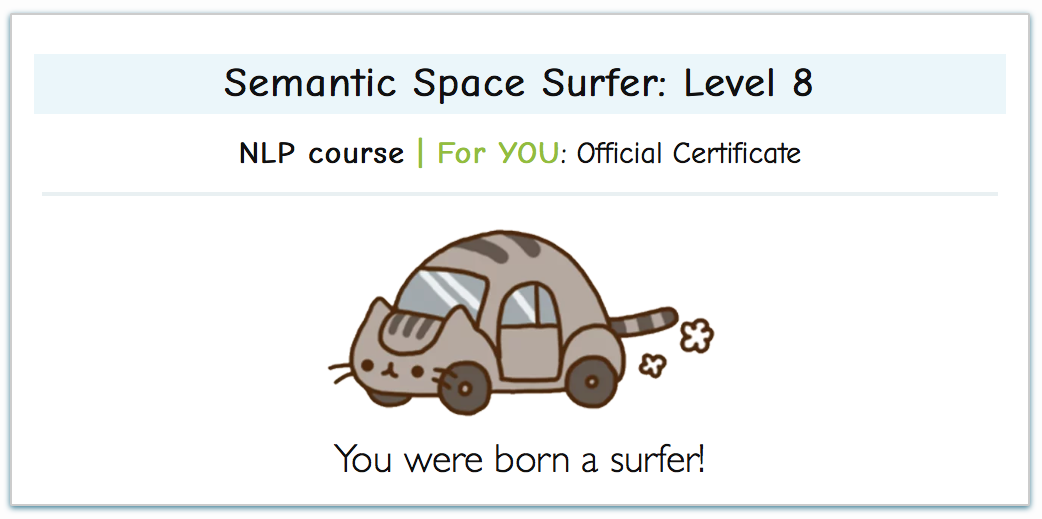 Semantic Space Surfer: Level 8
NLP course | For YOU: Official Certificate
You were born a surfer!